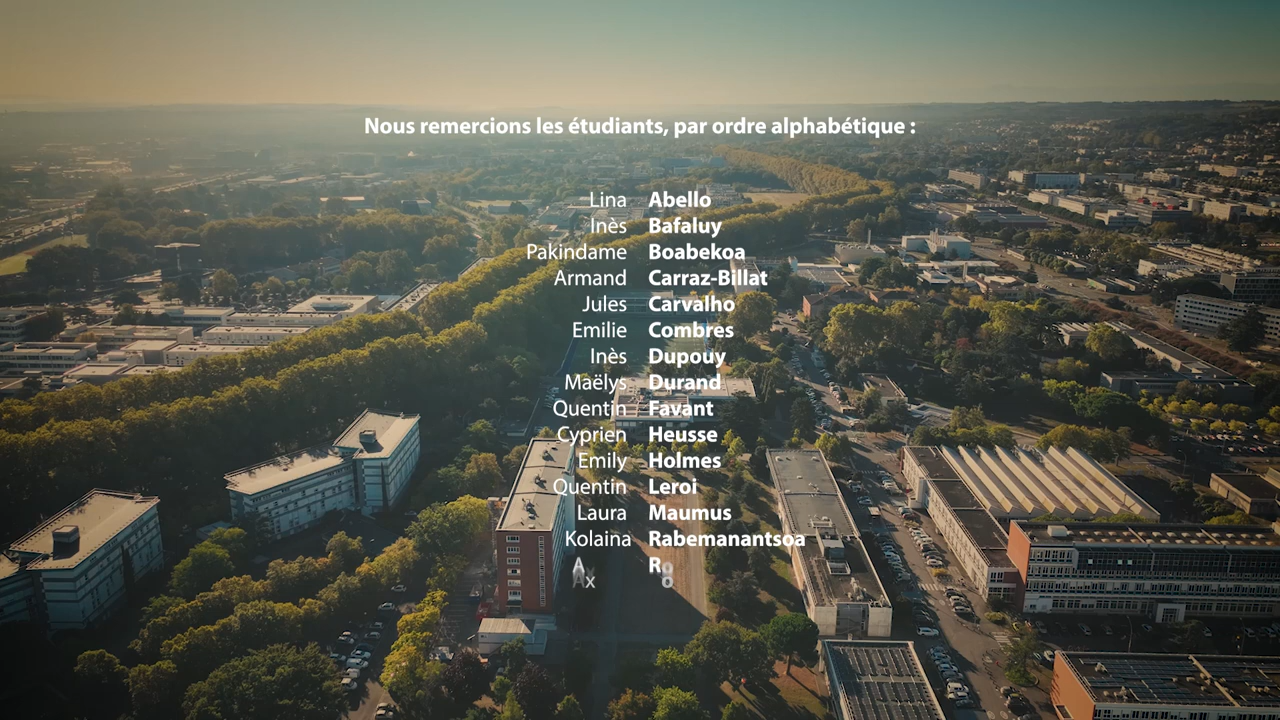 Nous remercions les étudiants, par ordre alphabétique :
Lina Abello
Inès Bafaluy
Pakindame Boabekoa
Armand Carraz-Billat
Jules Carvalho
Emilie Combres
Inès Dupouy
Maëlys Durand
Quentin Favant
Cyprien Heusse
Emily Holmes
Quentin Leroi
Laura Maumus
Kolaina Rabemanantsoa